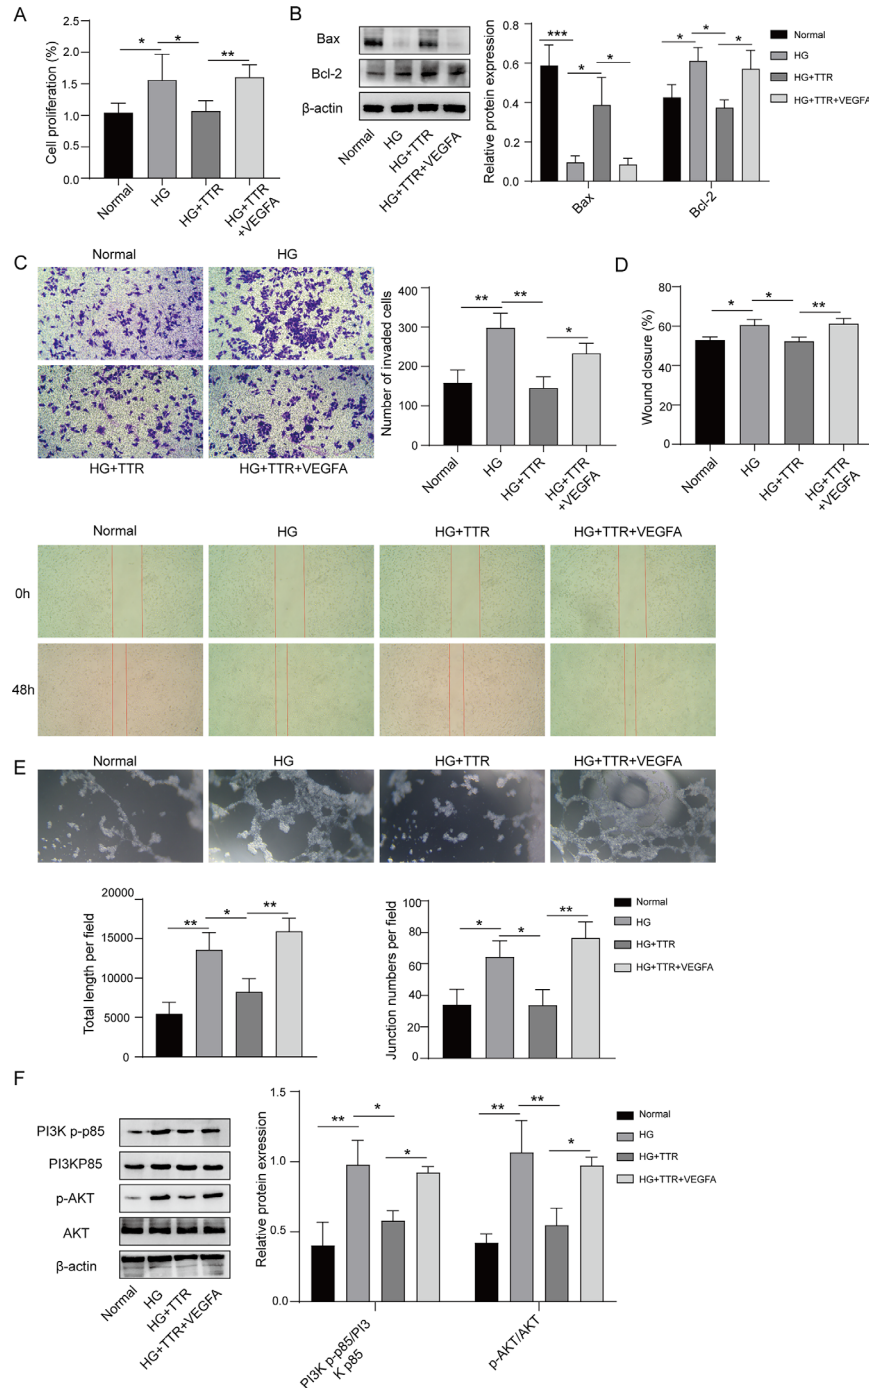 A
Cell proliferation (%)
2.5
2.0
1.5
1.0
0.5
0.0
*
*
**
Normal
HG
HG+TTR
HG+TTR
+VEGFA
B
Bax
Bcl-2
β-actin
Normal
HG
HG+TTR
HG+TTR+VEGFA
Relative protein expression
0.8
0.6
0.4
0.2
0.0
***
*
*
*
*
*
Bax
Bcl-2
Normal
HG
HG+TTR
HG+TTR+VEGFA
C
Normal
HG
HG+TTR
HG+TTR+VEGFA
Number of invaded cells
400
300
200
100
0
**
**
*
Normal
HG
HG+TTR
HG+TTR
+VEGFA
D
Wound closure (%)
80
60
40
20
0
*
*
**
Normal
HG
HG+TTR
HG+TTR
+VEGFA
Normal
HG
HG+TTR
HG+TTR+VEGFA
0h
48h
E
Normal
HG
HG+TTR
HG+TTR+VEGFA
Total length per field
20000
15000
10000
5000
0
**
*
**
Junction numbers per field
100
80
60
40
20
0
*
*
**
Normal
HG
HG+TTR
HG+TTR+VEGFA
F
PI3K p-p85
PI3KP85
p-AKT
AKT
β-actin
Normal
HG
HG+TTR
HG+TTR+VEGFA
Relative protein exression
1.5
1.0
0.5
0.0
**
*
*
**
**
*
PI3K p-p85/PI3
K p85
p-AKT/AKT
Normal
HG
HG+TTR
HG+TTR+VEGFA